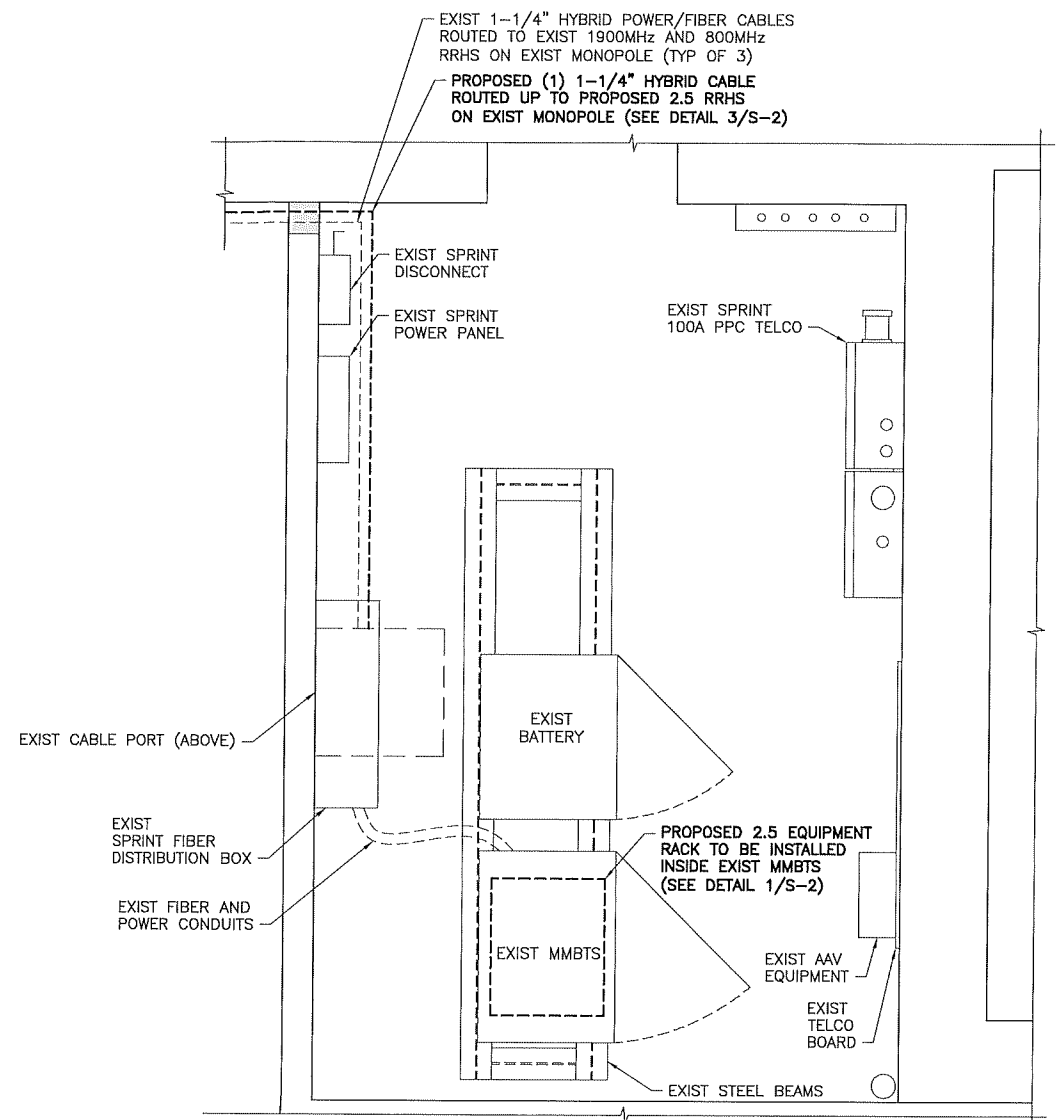 EXIST 1-1/4" HYBRID POWER/FIBER CABLES
ROUTED TO EXIST 1900MHz AND 800MHz
RRHS ON EXIST MONOPOLE (TYP OF 3)
PROPOSED (1) 1-1/4" HYBRID CABLE
ROUTED UP TO PROPOSED 2.5 RRHS
ON EXIST MONOPOLE (SEE DETAIL 3/S-2)
EXIST SPRINT
DISCONNECT
EXIST SPRINT
POWER PANEL
EXIST SPRINT
100A PPC TELCO
EXIST CABLE PORT (ABOVE)
EXIST
BATTERY
EXIST
SPRINT FIBER
DISTRIBUTION BOX
PROPOSED 2.5 EQUIPMENT
RACK TO BE INSTALLED
INSIDE EXIST MMBTS
(SEE DETAIL 1/S-2)
EXIST FIBER AND
POWER CONDUITS
EXIST MMBTS
EXIST AAV
EQUIPMENT
EXIST
TELCO
BOARD
EXIST STEEL BEAMS